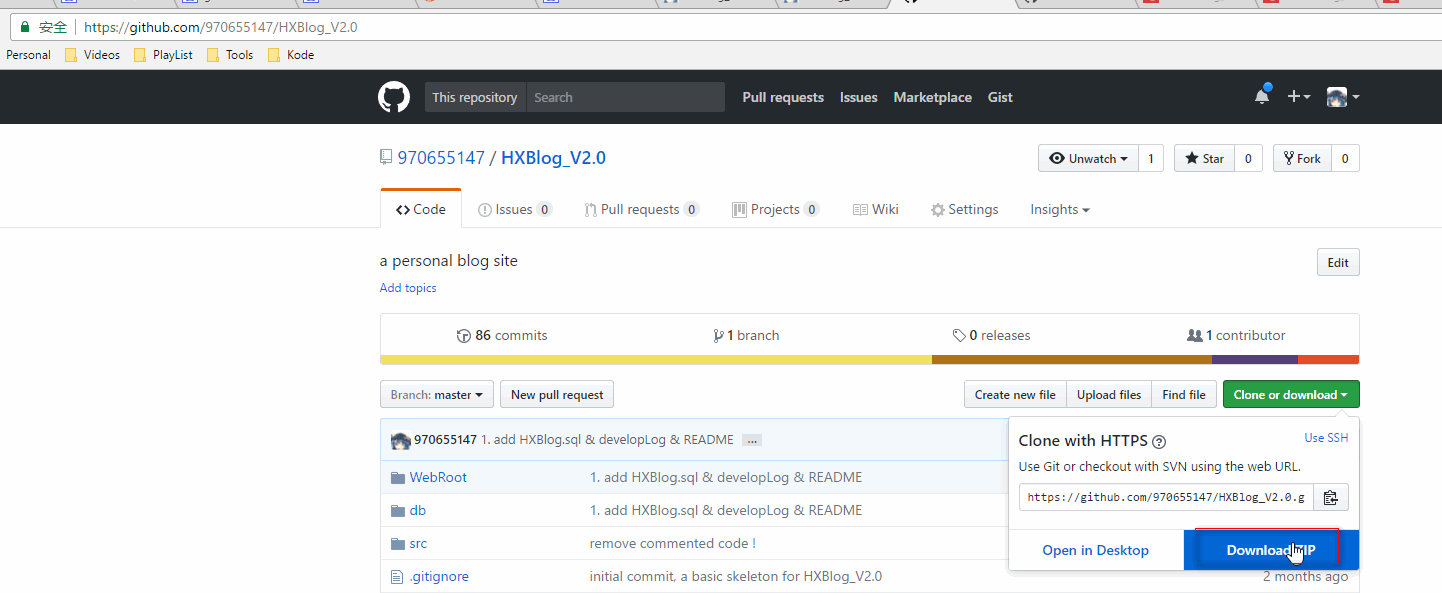 安全 https://github.com/970655147/HXBlog_V2.0
Personal Videos PlayList Tools Kode
This repository Search Pull requests Issues Marketplace Gist
970655147 / HXBlog_V2.0 Unwatch 1 Star 0 Fork 0
Code Issues 0 Pull requests 0 Projects 0 Wiki Settings Insights
a personal blog site Edit
Add topics
86 commits 1 branch 0 releases 1 contributor
Branch: master New pull request Create new file Upload files Find file Clone or download
970655147 1. add HXBlog.sql & developLog & README ...
WebRoot 1. add HXBlog.sql & developLog & README
db 1. add HXBlog.sql & developLog & README
src remove commented code !
.gitignore initial commit, a basic skeleton for HXBlog_V2.0 2 months ago
Clone with HTTPS ? Use SSH
Use Git or checkout with SVN using the web URL.
https://github.com/970655147/HXBlog_V2.0.g
Open in Desktop Download ZIP